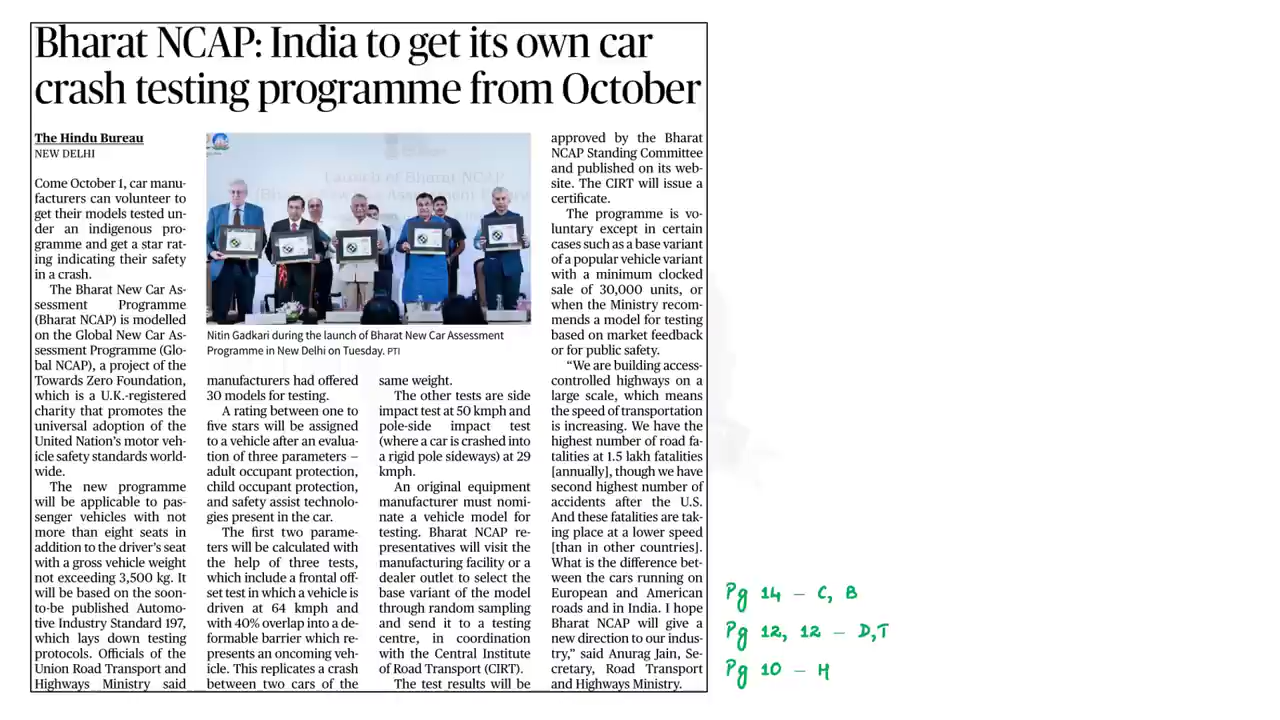 Bharat NCAP: India to get its own car
crash testing programme from October
The Hindu Bureau
NEW DELHI
Come October 1, car manu-
facturers can volunteer to
get their models tested un-
der an indigenous pro-
gramme and get a star rat-
ing indicating their safety
in a crash.
The Bharat New Car As-
sessment Programme
(Bharat NCAP) is modelled
on the Global New Car As-
sessment Programme (Glo-
bal NCAP), a project of the
Towards Zero Foundation,
which is a U.K.-registered
charity that promotes the
universal adoption of the
United Nation's motor veh-
icle safety standards world-
wide.
The new programme
will be applicable to pas-
senger vehicles with not
more than eight seats in
addition to the driver's seat
with a gross vehicle weight
not exceeding 3,500 kg. It
will be based on the soon-
to-be published Automo-
tive Industry Standard 197,
which lays down testing
protocols. Officials of the
Union Road Transport and
Highways Ministry said
Launch of Bharat NCAP
Nitin Gadkari during the launch of Bharat New Car Assessment
Programme in New Delhi on Tuesday. PTI
manufacturers had offered
30 models for testing.
A rating between one to
five stars will be assigned
to a vehicle after an evalua-
tion of three parameters –
adult occupant protection,
child occupant protection,
and safety assist technolo-
gies present in the car.
The first two parame-
ters will be calculated with
the help of three tests,
which include a frontal off-
set test in which a vehicle is
driven at 64 kmph and
with 40% overlap into a de-
formable barrier which re-
presents an oncoming veh-
icle. This replicates a crash
between two cars of the
same weight.
The other tests are side
impact test at 50 kmph and
pole-side impact test
(where a car is crashed into
a rigid pole sideways) at 29
kmph.
An original equipment
manufacturer must nomi-
nate a vehicle model for
testing. Bharat NCAP re-
presentatives will visit the
manufacturing facility or a
dealer outlet to select the
base variant of the model
through random sampling
and send it to a testing
centre, in coordination
with the Central Institute
of Road Transport (CIRT).
The test results will be
approved by the Bharat
NCAP Standing Committee
and published on its web-
site. The CIRT will issue a
certificate.
The programme is vo-
luntary except in certain
cases such as a base variant
of a popular vehicle variant
with a minimum clocked
sale of 30,000 units, or
when the Ministry recom-
mends a model for testing
based on market feedback
or for public safety.
"We are building access-
controlled highways on a
large scale, which means
the speed of transportation
is increasing. We have the
highest number of road fa-
talities at 1.5 lakh fatalities
[annually], though we have
second highest number of
accidents after the U.S.
And these fatalities are tak-
ing place at a lower speed
[than in other countries].
What is the difference bet-
ween the cars running on
European and American
roads and in India. I hope
Bharat NCAP will give a
new direction to our indus-
try," said Anurag Jain, Se-
cretary, Road Transport
and Highways Ministry.
Pg 14 – C, B
Pg 12, 12 – D,T
Pg 10 – H